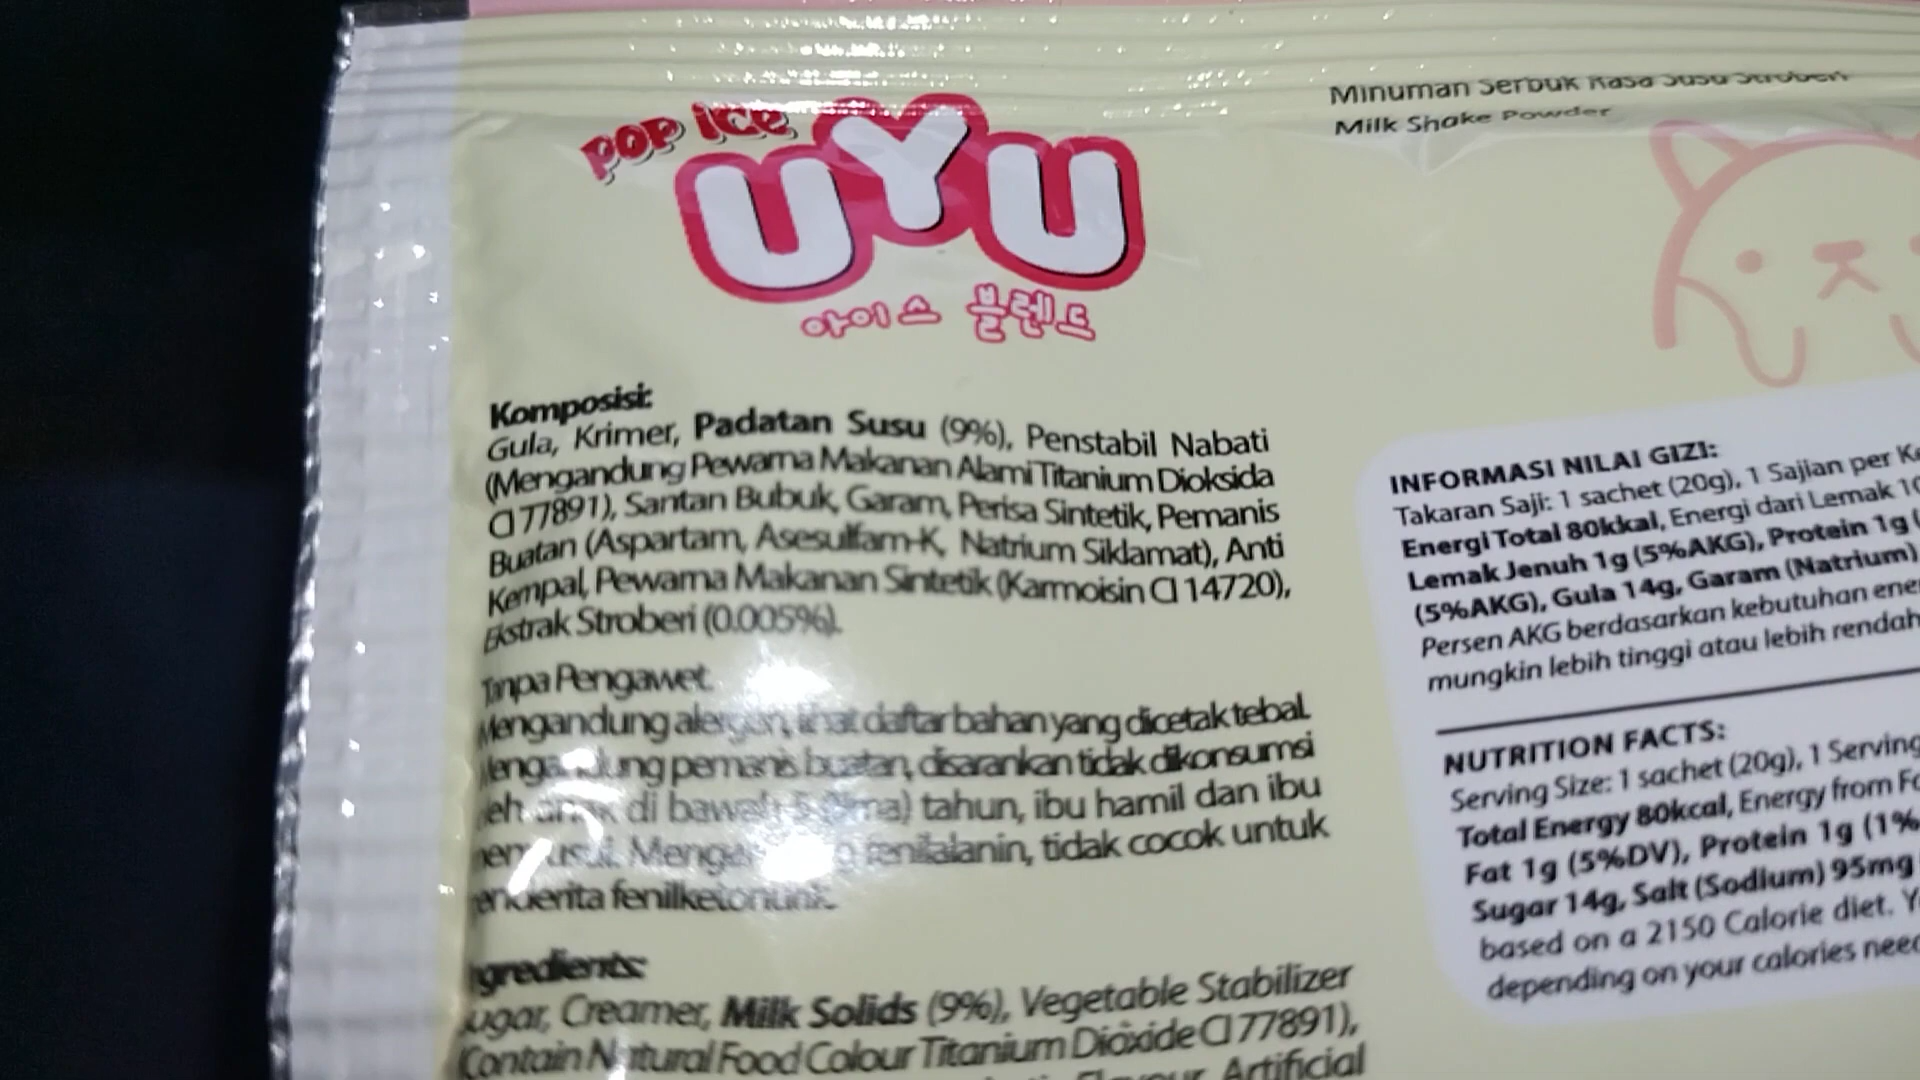 Minuman Serbuk Rasa Susu Stroberi
Milk Shake Powder
POP ICE
UYU
아이스 블렌드
Komposisi:
Gula, Krimer, Padatan Susu (9%), Penstabil Nabati
(Mengandung Pewarna Makanan Alami Titanium Dioksida
CI 77891), Santan Bubuk, Garam, Perisa Sintetik, Pemanis
Buatan (Aspartam, Asesulfam-K, Natrium Siklamat), Anti
Kempal, Pewarna Makanan Sintetik (Karmoisin CI 14720),
Ekstrak Stroberi (0.005%).
Tanpa Pengawet.
Mengandung alergen, lihat daftar bahan yang dicetak tebal.
pemanis buatan, disarankan tidak dikonsumsi
di bawah tahun, ibu hamil dan ibu
fenilalanin, tidak cocok untuk
fenilketonurik.
Ingredients:
Sugar, Creamer, Milk Solids (9%), Vegetable Stabilizer
(Contain Natural Food Colour Titanium Dioxide CI 77891),
Flavour, Artificial
INFORMASI NILAI GIZI:
Takaran Saji: 1 sachet (20g), 1 Sajian per
Energi Total 80kkal, Energi dari Lemak
Lemak Jenuh 1g (5%AKG), Protein 1g
(5%AKG), Gula 14g, Garam (Natrium)
Persen AKG berdasarkan kebutuhan
mungkin lebih tinggi atau lebih rendah
NUTRITION FACTS:
Serving Size: 1 sachet (20g), 1 Serving
Total Energy 80kcal, Energy from
Fat 1g (5%DV), Protein 1g (1%
Sugar 14g, Salt (Sodium) 95mg
based on a 2150 Calorie diet.
depending on your calories